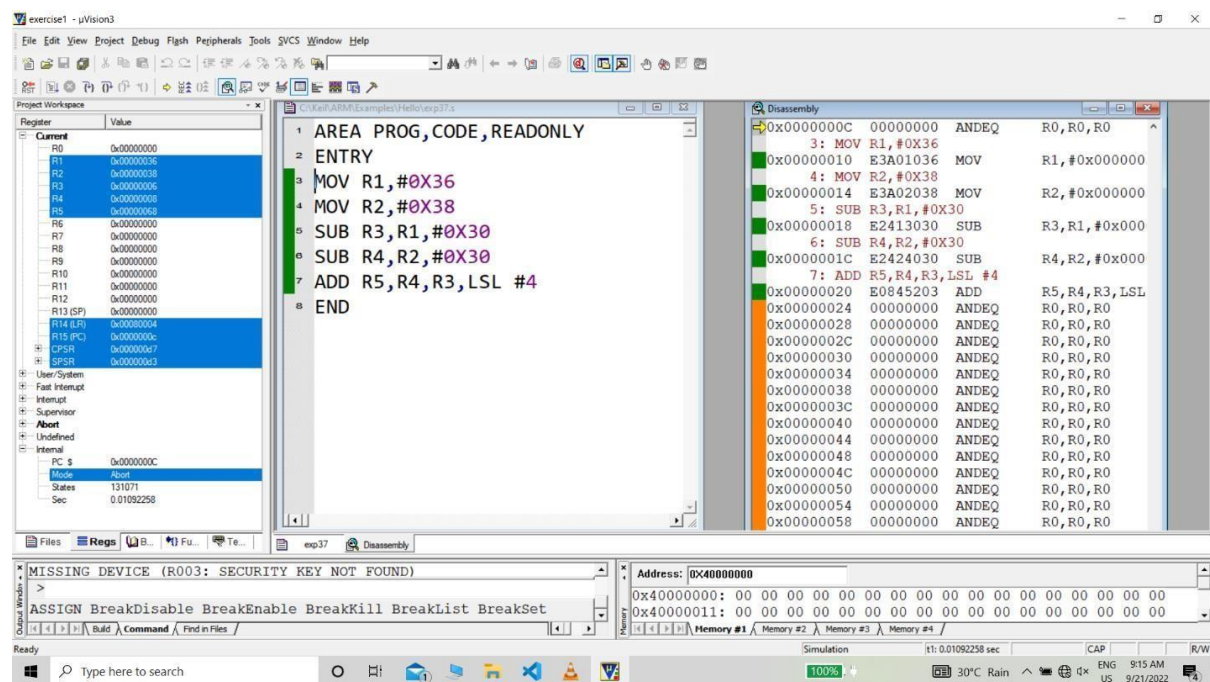 exercise1 - µVision3
File Edit View Project Debug Flash Peripherals Tools SVCS Window Help
Project Workspace
Register Value
Current
R0 0x00000000
R1 0x00000036
R2 0x00000038
R3 0x00000006
R4 0x00000008
R5 0x00000068
R6 0x00000000
R7 0x00000000
R8 0x00000000
R9 0x00000000
R10 0x00000000
R11 0x00000000
R12 0x00000000
R13 (SP) 0x00000000
R14 (LR) 0x00080004
R15 (PC) 0x0000000c
CPSR 0x000000d7
SPSR 0x000000d3
User/System
Fast Interrupt
Interrupt
Supervisor
Abort
Undefined
Internal
PC $ 0x0000000C
Mode Abort
States 131071
Sec 0.01092258
Files Regs B... Fu... Te...
C:\Keil\ARM\Examples\Hello\exp37.s
1 AREA PROG,CODE,READONLY
2 ENTRY
3 MOV R1,#0X36
4 MOV R2,#0X38
5 SUB R3,R1,#0X30
6 SUB R4,R2,#0X30
7 ADD R5,R4,R3,LSL #4
8 END
exp37 Disassembly
Disassembly
0x0000000C 00000000 ANDEQ R0,R0,R0
3: MOV R1,#0X36
0x00000010 E3A01036 MOV R1,#0x000000
4: MOV R2,#0X38
0x00000014 E3A02038 MOV R2,#0x000000
5: SUB R3,R1,#0X30
0x00000018 E2413030 SUB R3,R1,#0x000
6: SUB R4,R2,#0X30
0x0000001C E2424030 SUB R4,R2,#0x000
7: ADD R5,R4,R3,LSL #4
0x00000020 E0845203 ADD R5,R4,R3,LSL
0x00000024 00000000 ANDEQ R0,R0,R0
0x00000028 00000000 ANDEQ R0,R0,R0
0x0000002C 00000000 ANDEQ R0,R0,R0
0x00000030 00000000 ANDEQ R0,R0,R0
0x00000034 00000000 ANDEQ R0,R0,R0
0x00000038 00000000 ANDEQ R0,R0,R0
0x0000003C 00000000 ANDEQ R0,R0,R0
0x00000040 00000000 ANDEQ R0,R0,R0
0x00000044 00000000 ANDEQ R0,R0,R0
0x00000048 00000000 ANDEQ R0,R0,R0
0x0000004C 00000000 ANDEQ R0,R0,R0
0x00000050 00000000 ANDEQ R0,R0,R0
0x00000054 00000000 ANDEQ R0,R0,R0
0x00000058 00000000 ANDEQ R0,R0,R0
Output Window
MISSING DEVICE (R003: SECURITY KEY NOT FOUND)
>
ASSIGN BreakDisable BreakEnable BreakKill BreakList BreakSet
Build Command Find in Files
Memory
Address: 0X40000000
0x40000000: 00 00 00 00 00 00 00 00 00 00 00 00 00 00 00 00 00
0x40000011: 00 00 00 00 00 00 00 00 00 00 00 00 00 00 00 00 00
Memory #1 Memory #2 Memory #3 Memory #4
Ready Simulation t1: 0.01092258 sec CAP R/W
Type here to search 100% 30°C Rain ENG US 9:15 AM 9/21/2022